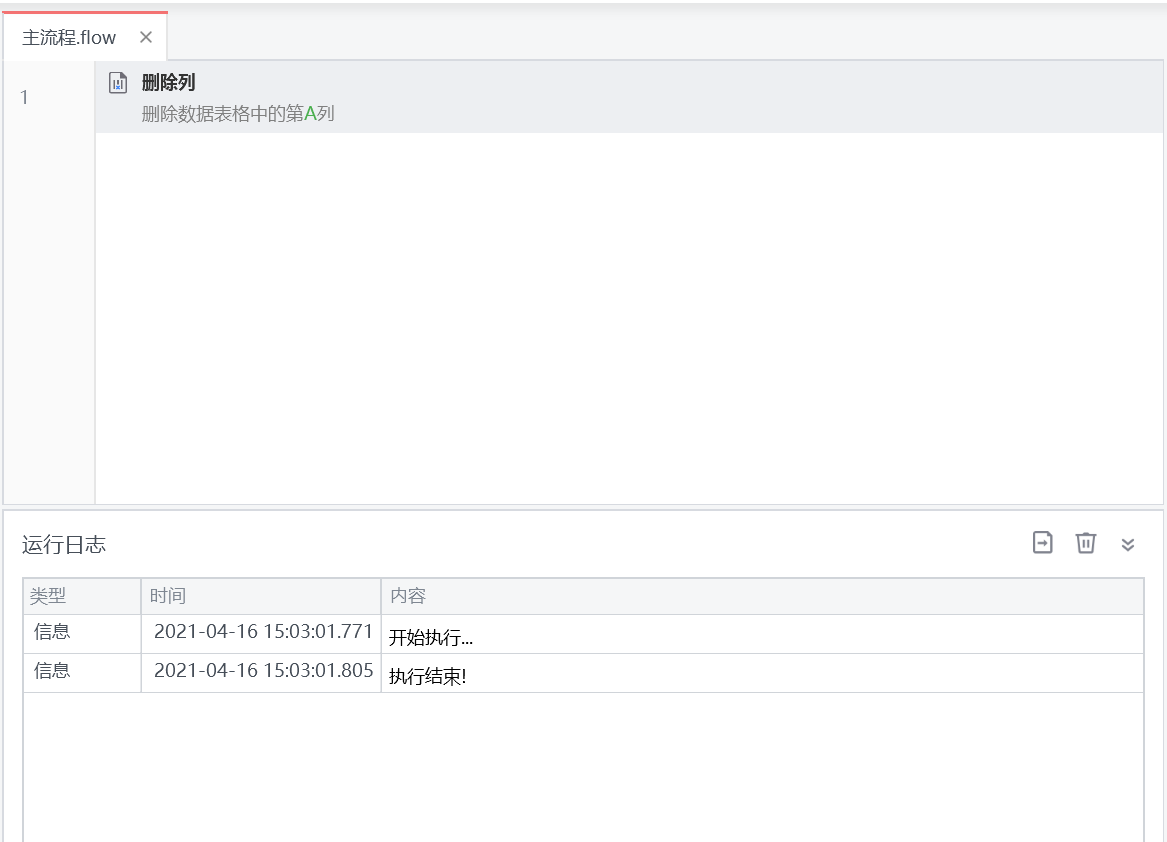 主流程.flow
1
删除列
删除数据表格中的第A列
运行日志
类型 时间 内容
信息 2021-04-16 15:03:01.771 开始执行...
信息 2021-04-16 15:03:01.805 执行结束!